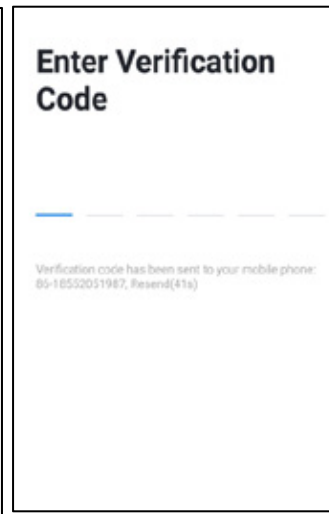 Enter Verification
Code
Verification code has been sent to your mobile phone:
86-18552051987, Resend(41s)